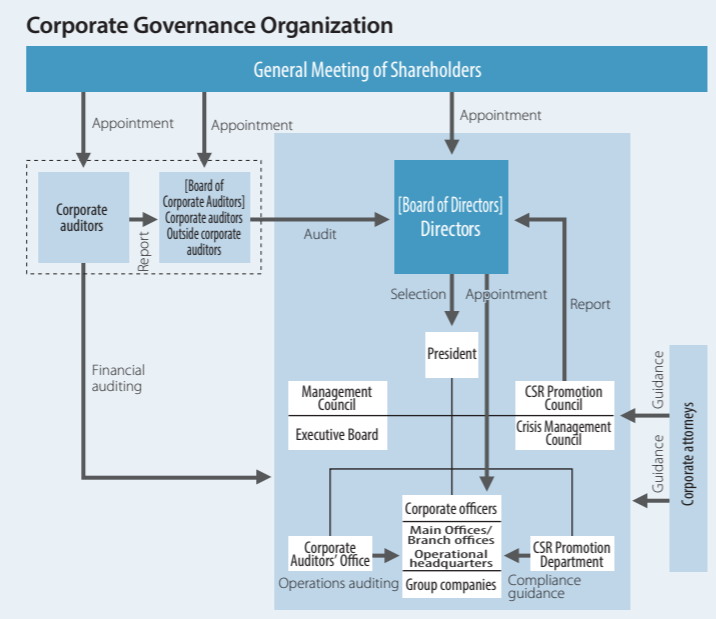 Corporate Governance Organization
General Meeting of Shareholders
Appointment
Appointment
Appointment
Corporate
auditors
Report
[Board of
Corporate Auditors]
Corporate auditors
Outside corporate
auditors
Audit
[Board of Directors]
Directors
Selection
Appointment
Report
Financial
auditing
President
Management
Council
Executive Board
CSR Promotion
Council
Crisis Management
Council
Guidance
Guidance
Corporate attorneys
Corporate officers
Main Offices/
Branch offices
Operational
headquarters
Group companies
Corporate
Auditors' Office
Operations auditing
CSR Promotion
Department
Compliance
guidance